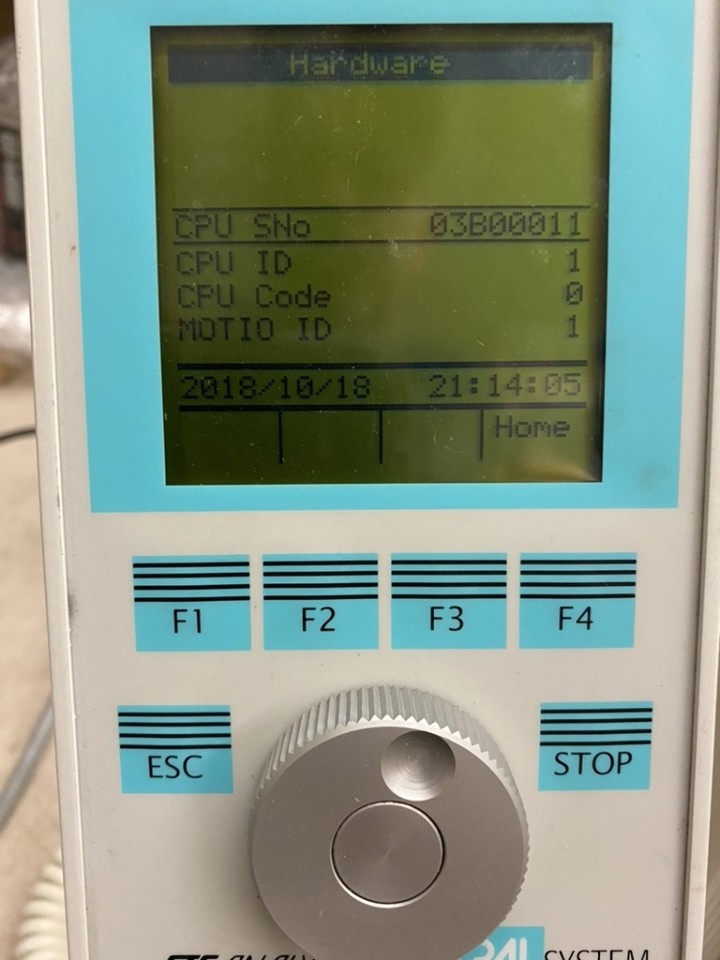 Hardware
CPU SNo 03B00011
CPU ID 1
CPU Code 0
MOTIO ID 1
2018/10/18 21:14:05
Home
F1 F2 F3 F4
ESC STOP
PAL SYSTEM